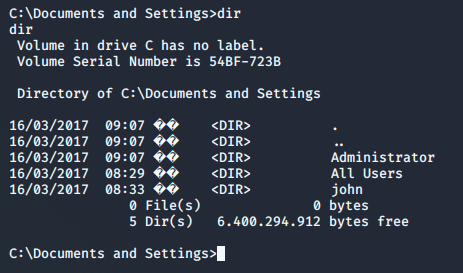 C:\Documents and Settings>dir
dir
 Volume in drive C has no label.
 Volume Serial Number is 54BF-723B

 Directory of C:\Documents and Settings

16/03/2017  09:07 ��    <DIR>          .
16/03/2017  09:07 ��    <DIR>          ..
16/03/2017  09:07 ��    <DIR>          Administrator
16/03/2017  08:29 ��    <DIR>          All Users
16/03/2017  08:33 ��    <DIR>          john
               0 File(s)              0 bytes
               5 Dir(s)   6.400.294.912 bytes free

C:\Documents and Settings>